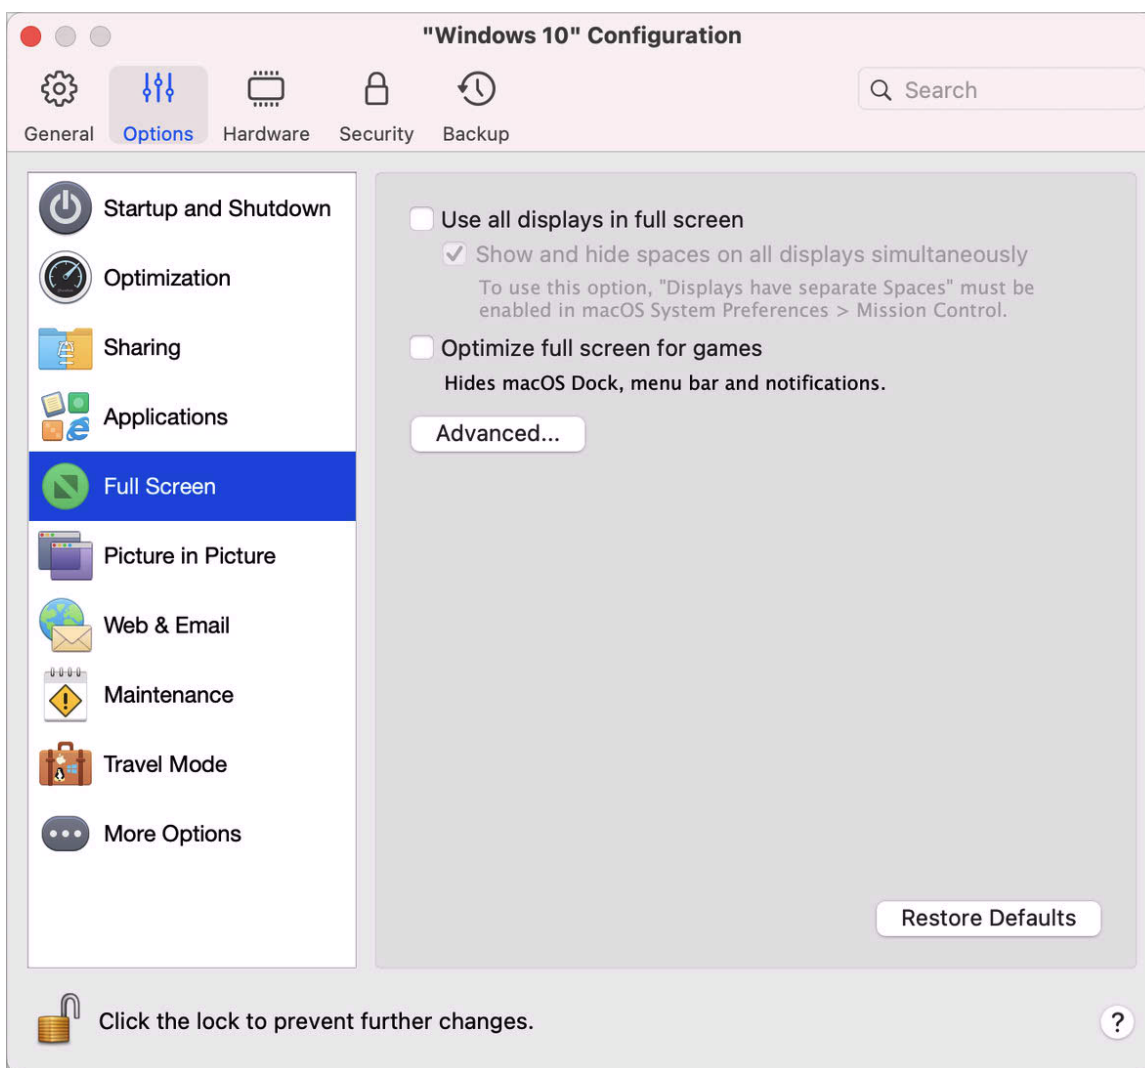 "Windows 10" Configuration
General
Options
Hardware
Security
Backup
Search
Startup and Shutdown
Optimization
Sharing
Applications
Full Screen
Picture in Picture
Web & Email
Maintenance
Travel Mode
More Options
Use all displays in full screen
Show and hide spaces on all displays simultaneously
To use this option, "Displays have separate Spaces" must be
enabled in macOS System Preferences > Mission Control.
Optimize full screen for games
Hides macOS Dock, menu bar and notifications.
Advanced...
Restore Defaults
Click the lock to prevent further changes.
?